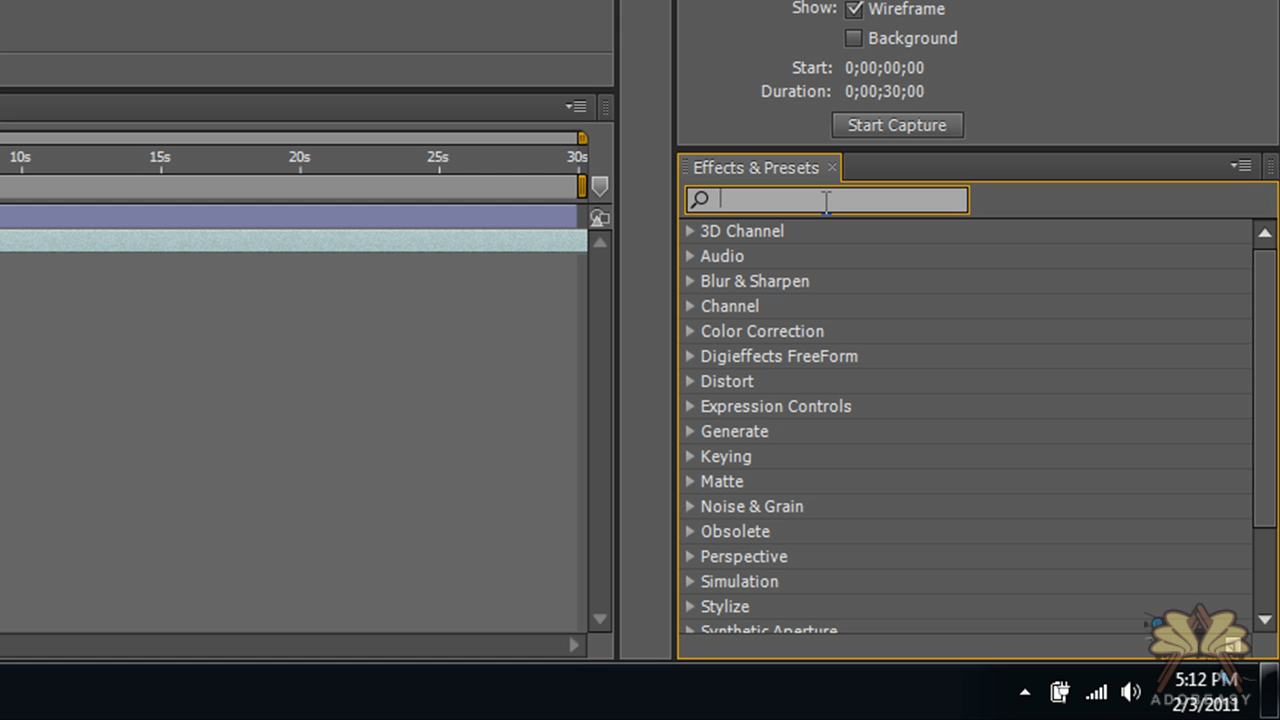 Show: Wireframe
Background
Start: 0;00;00;00
Duration: 0;00;30;00
Start Capture
10s 15s 20s 25s 30s
Effects & Presets
3D Channel
Audio
Blur & Sharpen
Channel
Color Correction
Digieffects FreeForm
Distort
Expression Controls
Generate
Keying
Matte
Noise & Grain
Obsolete
Perspective
Simulation
Stylize
Synthetic Aperture
5:12 PM
ADOBEASY
2/3/2011